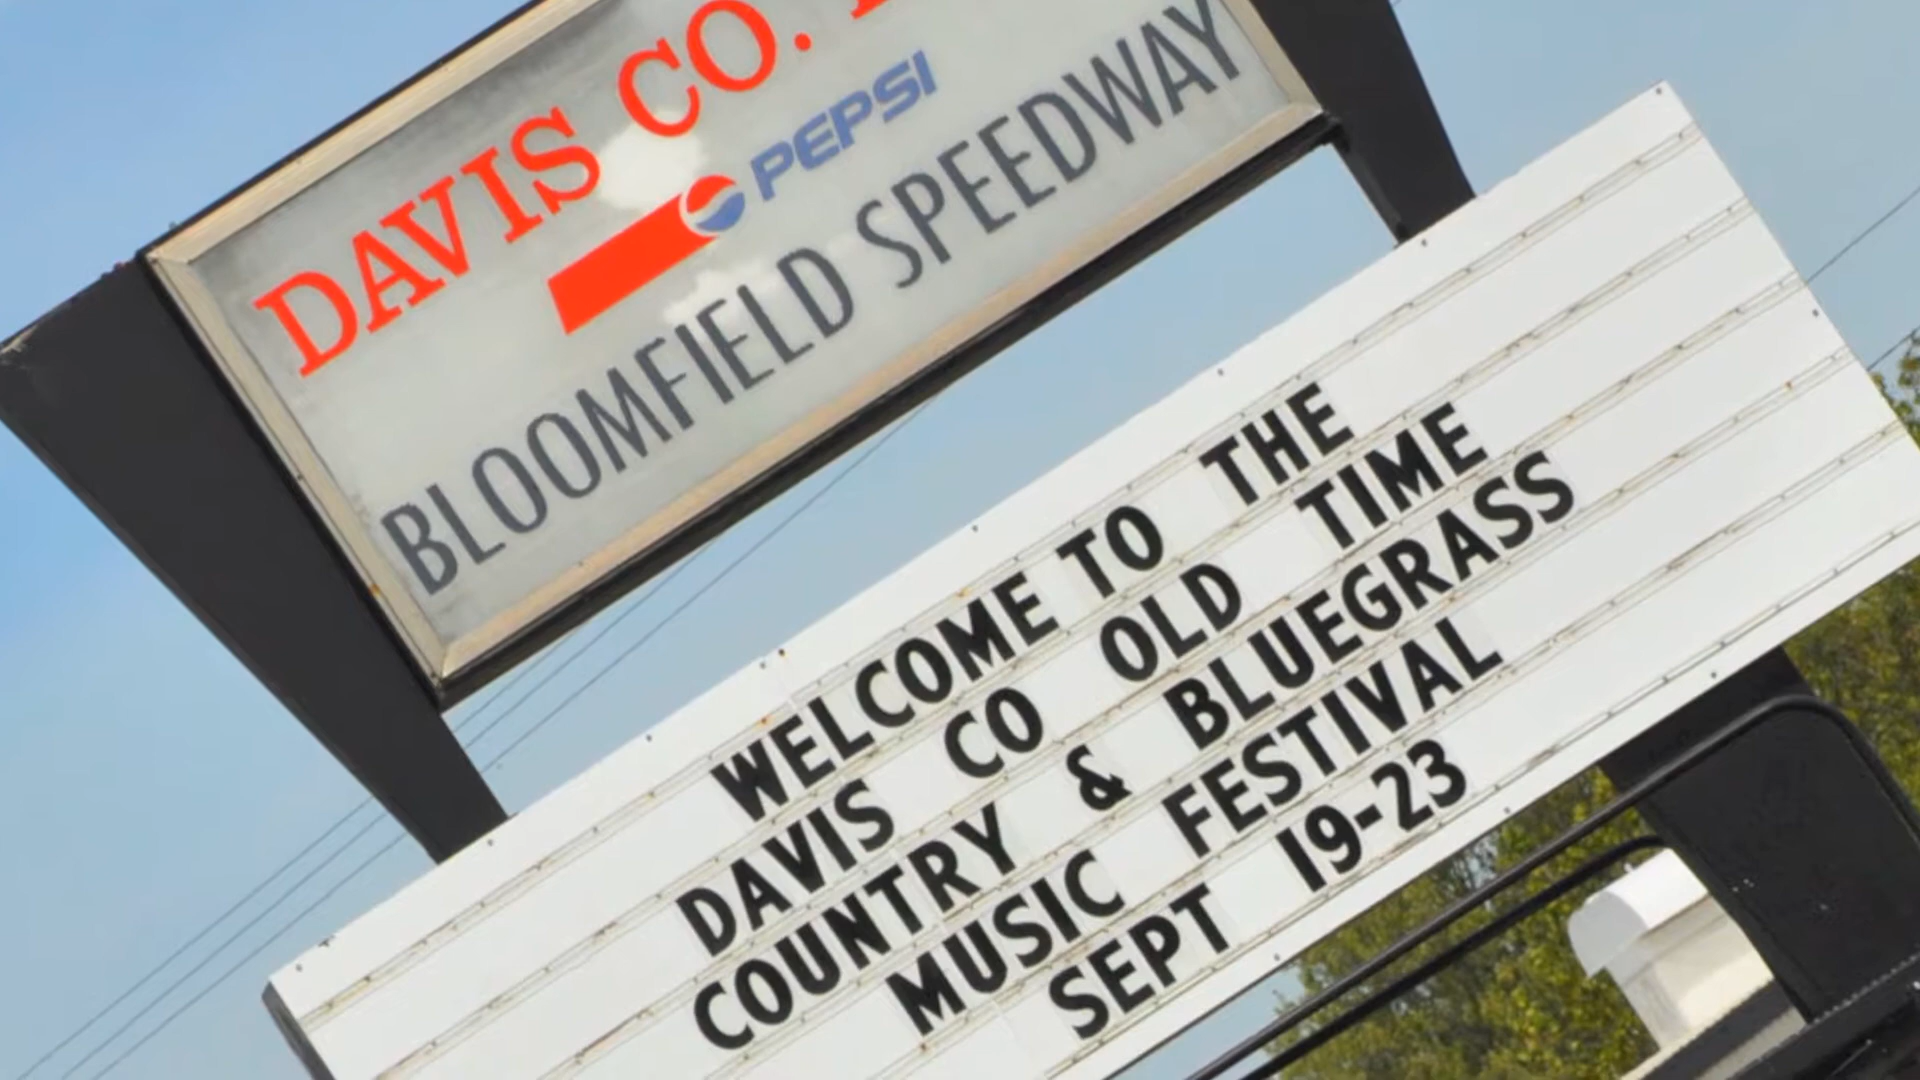 DAVIS CO.
PEPSI
BLOOMFIELD SPEEDWAY
WELCOME TO THE
DAVIS CO OLD TIME
COUNTRY & BLUEGRASS
MUSIC FESTIVAL
SEPT 19-23